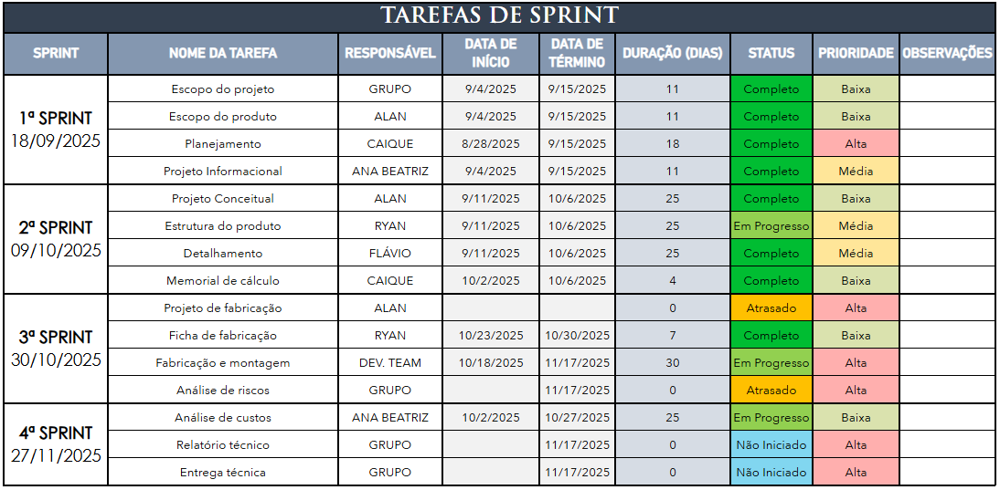 TAREFAS DE SPRINT
SPRINT NOME DA TAREFA RESPONSÁVEL DATA DE INÍCIO DATA DE TÉRMINO DURAÇÃO (DIAS) STATUS PRIORIDADE OBSERVAÇÕES
1ª SPRINT
18/09/2025
Escopo do projeto GRUPO 9/4/2025 9/15/2025 11 Completo Baixa
Escopo do produto ALAN 9/4/2025 9/15/2025 11 Completo Baixa
Planejamento CAIQUE 8/28/2025 9/15/2025 18 Completo Alta
Projeto Informacional ANA BEATRIZ 9/4/2025 9/15/2025 11 Completo Média
2ª SPRINT
09/10/2025
Projeto Conceitual ALAN 9/11/2025 10/6/2025 25 Completo Baixa
Estrutura do produto RYAN 9/11/2025 10/6/2025 25 Em Progresso Média
Detalhamento FLÁVIO 9/11/2025 10/6/2025 25 Completo Média
Memorial de cálculo CAIQUE 10/2/2025 10/6/2025 4 Completo Baixa
3ª SPRINT
30/10/2025
Projeto de fabricação ALAN 0 Atrasado Alta
Ficha de fabricação RYAN 10/23/2025 10/30/2025 7 Completo Baixa
Fabricação e montagem DEV. TEAM 10/18/2025 11/17/2025 30 Em Progresso Alta
Análise de riscos GRUPO 11/17/2025 0 Atrasado Alta
4ª SPRINT
27/11/2025
Análise de custos ANA BEATRIZ 10/2/2025 10/27/2025 25 Em Progresso Baixa
Relatório técnico GRUPO 11/17/2025 0 Não Iniciado Alta
Entrega técnica GRUPO 11/17/2025 0 Não Iniciado Alta